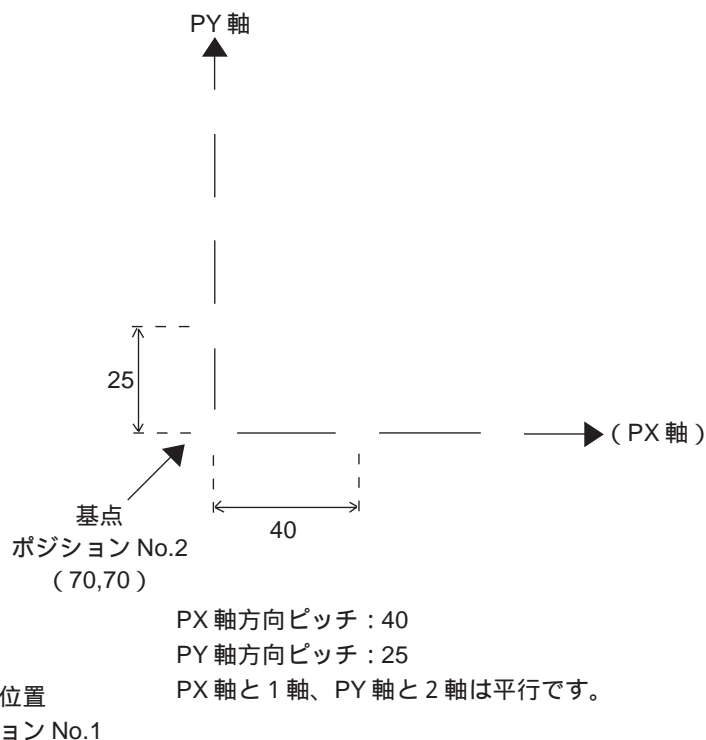 PY 軸
25
( PX 軸 )
40
基点
ポジション No.2
( 70,70 )
PX 軸方向ピッチ : 40
PY 軸方向ピッチ : 25
PX 軸と 1 軸、PY 軸と 2 軸は平行です。
位置
ョン No.1